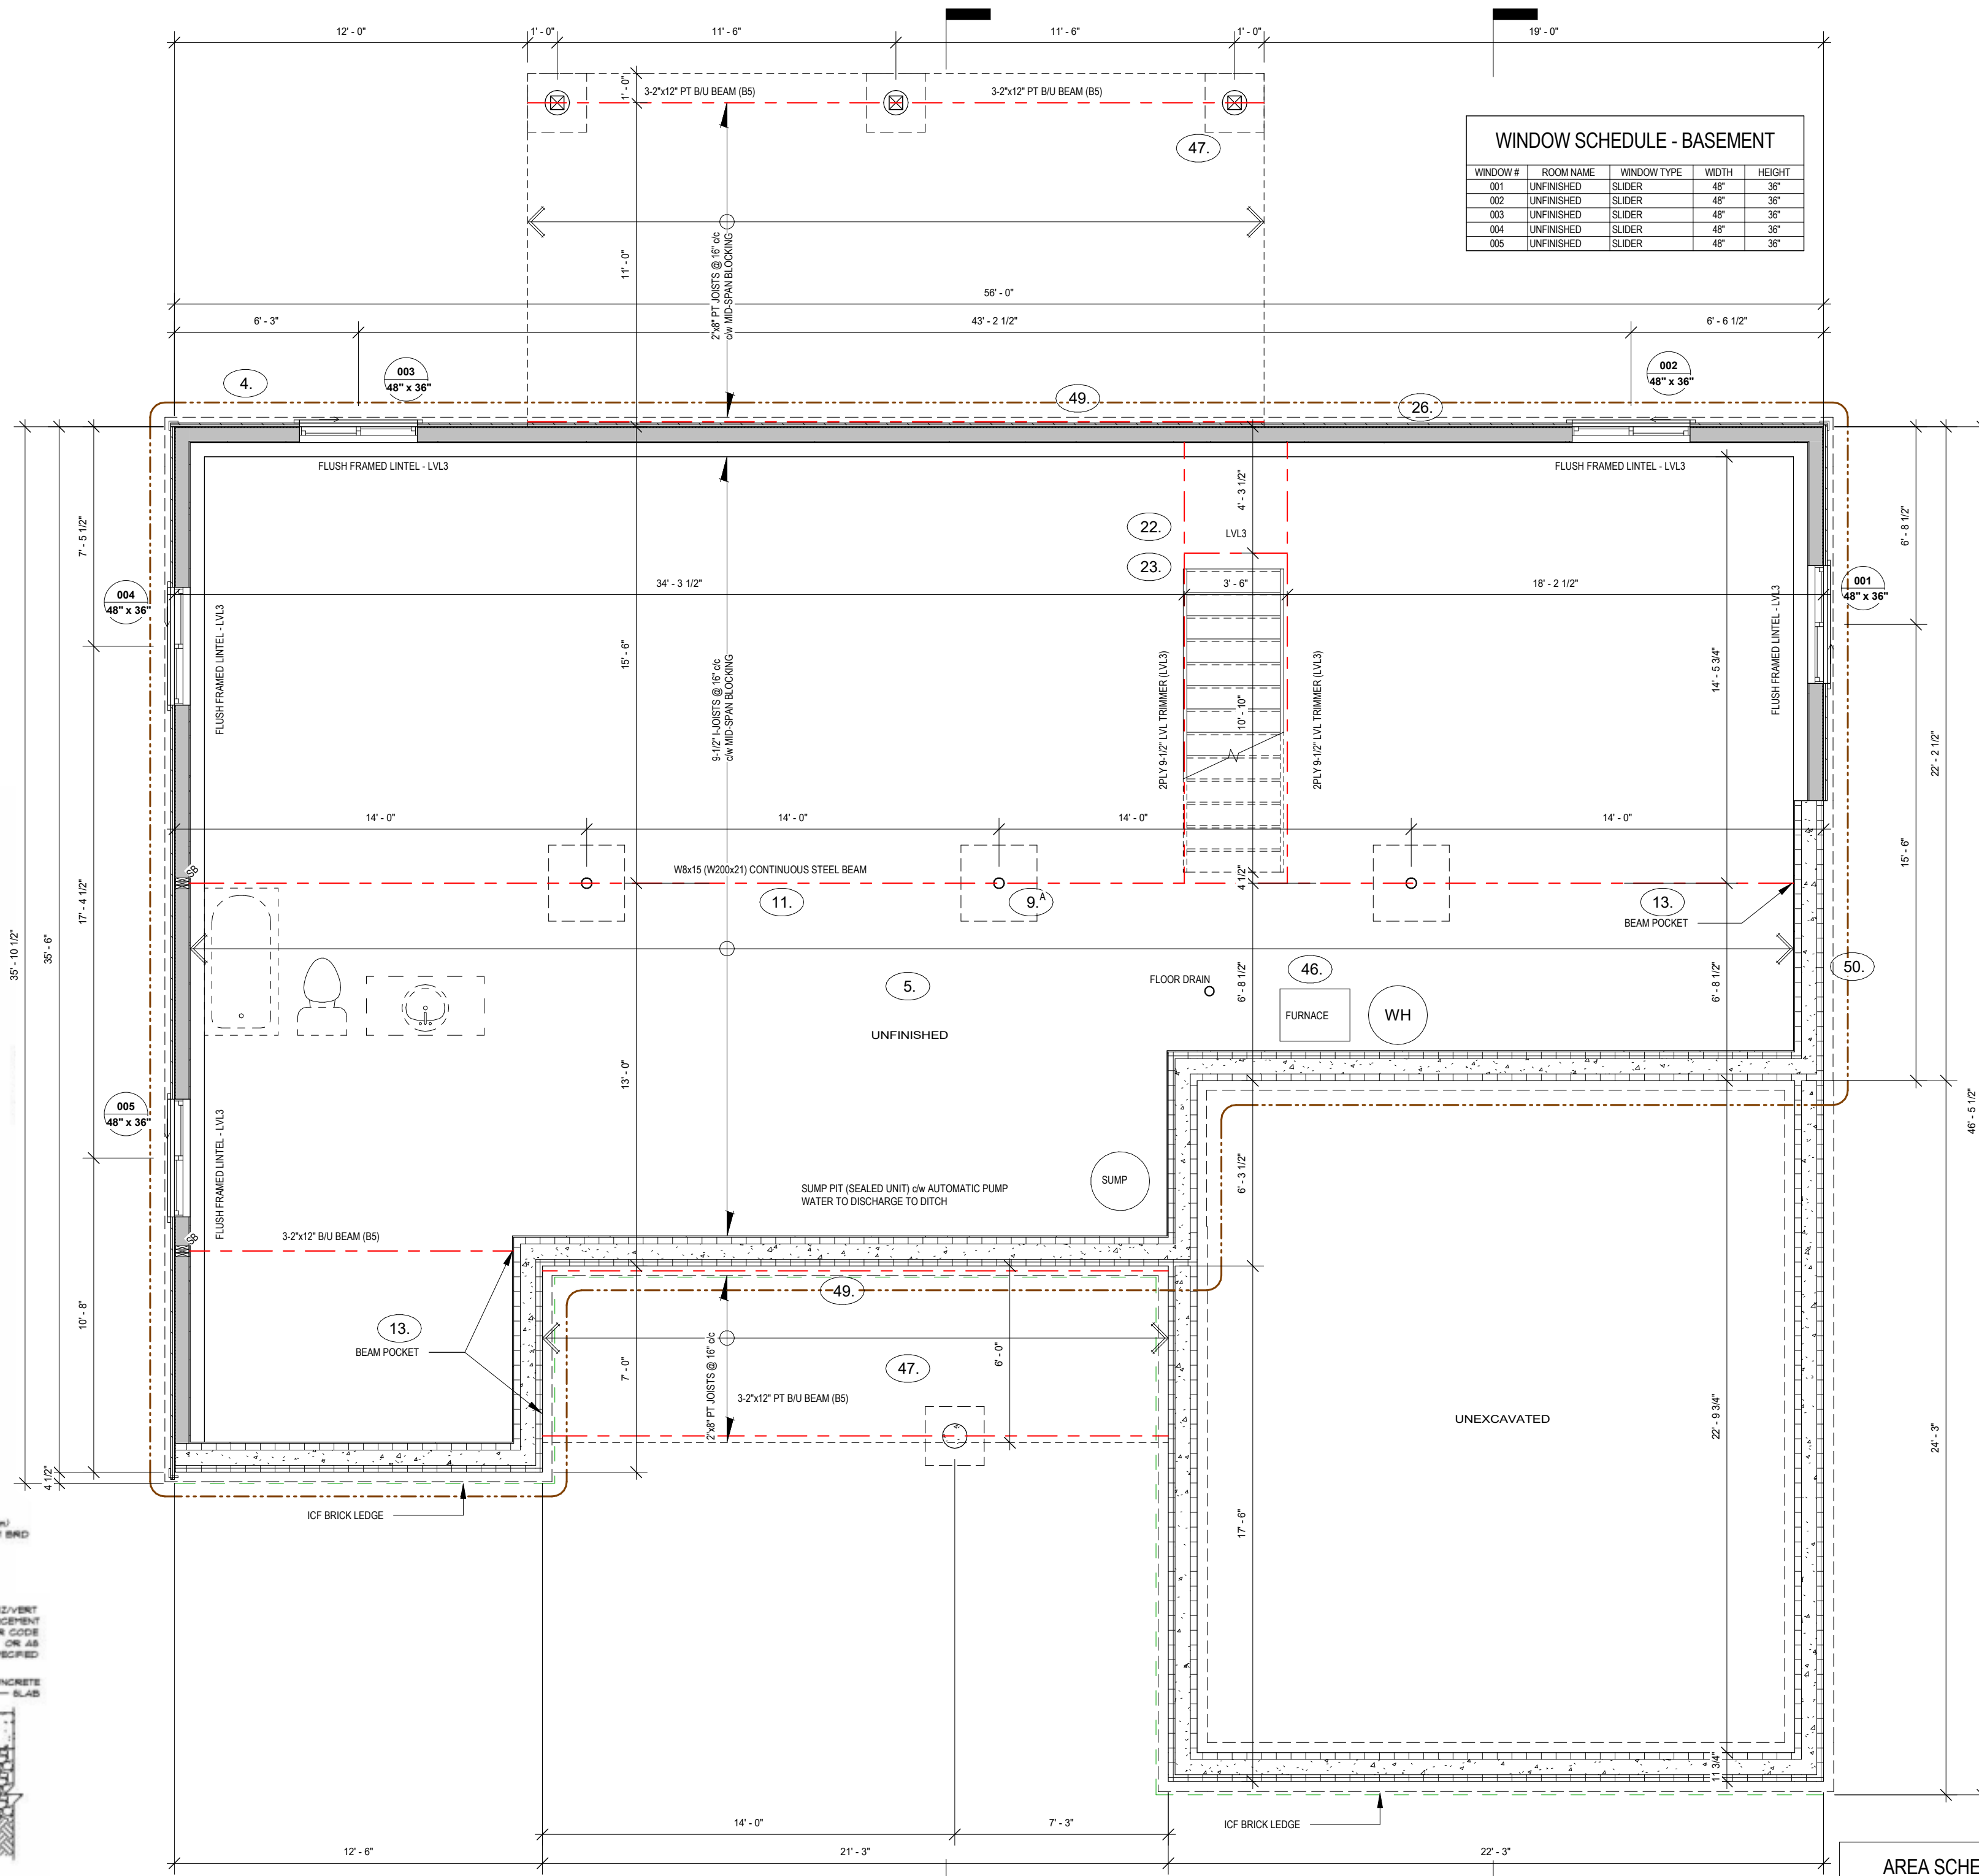 12' - 0"
1' - 0"
11' - 6"
11' - 6"
1' - 0"
19' - 0"
1' - 0"
3-2"x12" PT B/U BEAM (B5)
3-2"x12" PT B/U BEAM (B5)
47.
WINDOW SCHEDULE - BASEMENT
WINDOW # ROOM NAME WINDOW TYPE WIDTH HEIGHT
001 UNFINISHED SLIDER 48" 36"
002 UNFINISHED SLIDER 48" 36"
003 UNFINISHED SLIDER 48" 36"
004 UNFINISHED SLIDER 48" 36"
005 UNFINISHED SLIDER 48" 36"
11' - 0"
2"x8" PT JOISTS @ 16" c/c
c/w MID-SPAN BLOCKING
56' - 0"
6' - 3"
43' - 2 1/2"
6' - 6 1/2"
4.
003
48" x 36"
002
48" x 36"
49.
26.
FLUSH FRAMED LINTEL - LVL3
FLUSH FRAMED LINTEL - LVL3
4' - 3 1/2"
22.
LVL3
23.
7' - 5 1/2"
6' - 8 1/2"
004
48" x 36"
001
48" x 36"
34' - 3 1/2"
3' - 6"
18' - 2 1/2"
FLUSH FRAMED LINTEL - LVL3
FLUSH FRAMED LINTEL - LVL3
15' - 6"
9-1/2" I-JOISTS @ 16" c/c
c/w MID-SPAN BLOCKING
2PLY 9-1/2" LVL TRIMMER (LVL3)
10' - 10"
2PLY 9-1/2" LVL TRIMMER (LVL3)
14' - 5 3/4"
22' - 2 1/2"
15' - 6"
14' - 0"
14' - 0"
14' - 0"
14' - 0"
SB
W8x15 (W200x21) CONTINUOUS STEEL BEAM
4 1/2"
11.
9.A
13.
BEAM POCKET
17' - 4 1/2"
35' - 10 1/2"
35' - 6"
5.
FLOOR DRAIN
46.
6' - 8 1/2"
6' - 8 1/2"
50.
FURNACE
WH
UNFINISHED
13' - 0"
005
48" x 36"
FLUSH FRAMED LINTEL - LVL3
46' - 5 1/2"
SUMP PIT (SEALED UNIT) c/w AUTOMATIC PUMP
WATER TO DISCHARGE TO DITCH
SUMP
6' - 3 1/2"
SB
3-2"x12" B/U BEAM (B5)
49.
10' - 8"
13.
BEAM POCKET
7' - 0"
2"x8" PT JOISTS @ 16" c/c
47.
6' - 0"
3-2"x12" PT B/U BEAM (B5)
UNEXCAVATED
22' - 9 3/4"
24' - 3"
4 1/2"
ICF BRICK LEDGE
17' - 6"
BRD
Z/VERT
CEMENT
R CODE
OR AS
PECIFIED
NCRETE
SLAB
11 3/4"
14' - 0"
7' - 3"
ICF BRICK LEDGE
12' - 6"
21' - 3"
22' - 3"
AREA SCHE